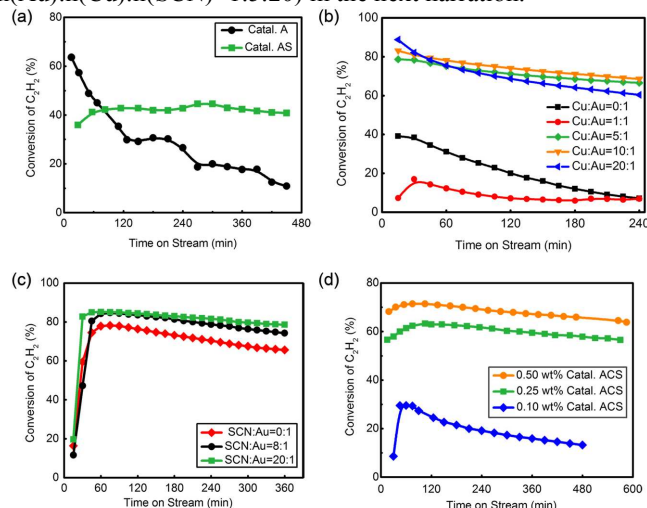 (a)
Catal. A
Catal. AS
Conversion of C₂H₂ (%)
80
60
40
20
0
0 120 240 360 480
Time on Stream (min)
(b)
Conversion of C₂H₂ (%)
100
80
60
40
20
0
Cu:Au=0:1
Cu:Au=1:1
Cu:Au=5:1
Cu:Au=10:1
Cu:Au=20:1
0 60 120 180 240
Time on Stream (min)
(c)
Conversion of C₂H₂ (%)
100
80
60
40
20
0
SCN:Au=0:1
SCN:Au=8:1
SCN:Au=20:1
0 60 120 180 240 300 360
Time on Stream (min)
(d)
Conversion of C₂H₂ (%)
80
60
40
20
0
0.50 wt% Catal. ACS
0.25 wt% Catal. ACS
0.10 wt% Catal. ACS
0 120 240 360 480 600
Time on Stream (min)